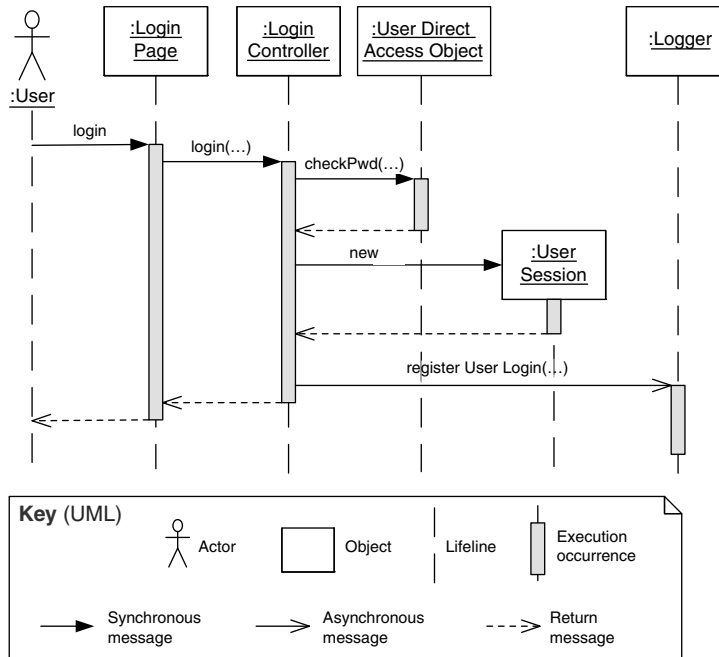 :Login
Page
:Login
Controller
:User Direct
Access Object
:Logger
:User
login
login(…)
checkPwd(…)
new
:User
Session
register User Login(…)
Key (UML)
Actor
Object
Lifeline
Execution
occurrence
Synchronous
message
Asynchronous
message
Return
message